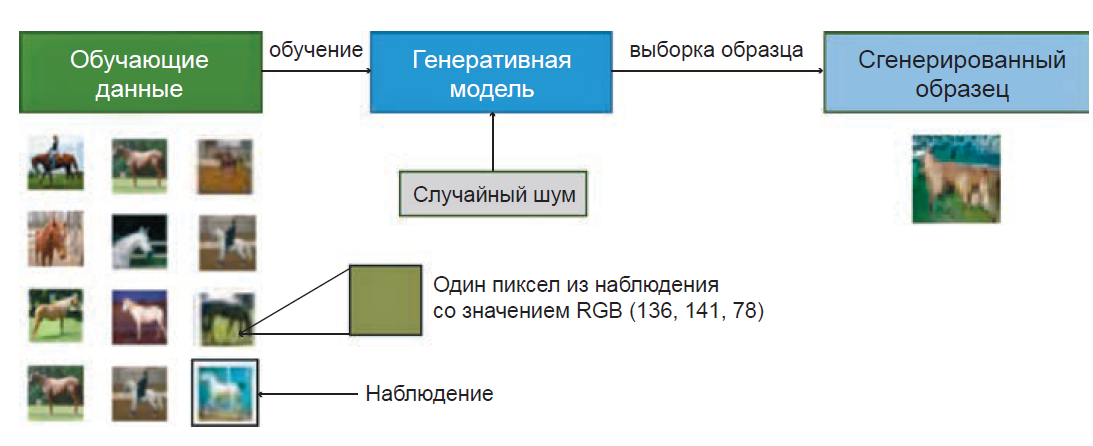 Обучающие
данные
обучение
Генеративная
модель
выборка образца
Сгенерированный
образец
Случайный шум
Один пиксел из наблюдения
со значением RGB (136, 141, 78)
Наблюдение